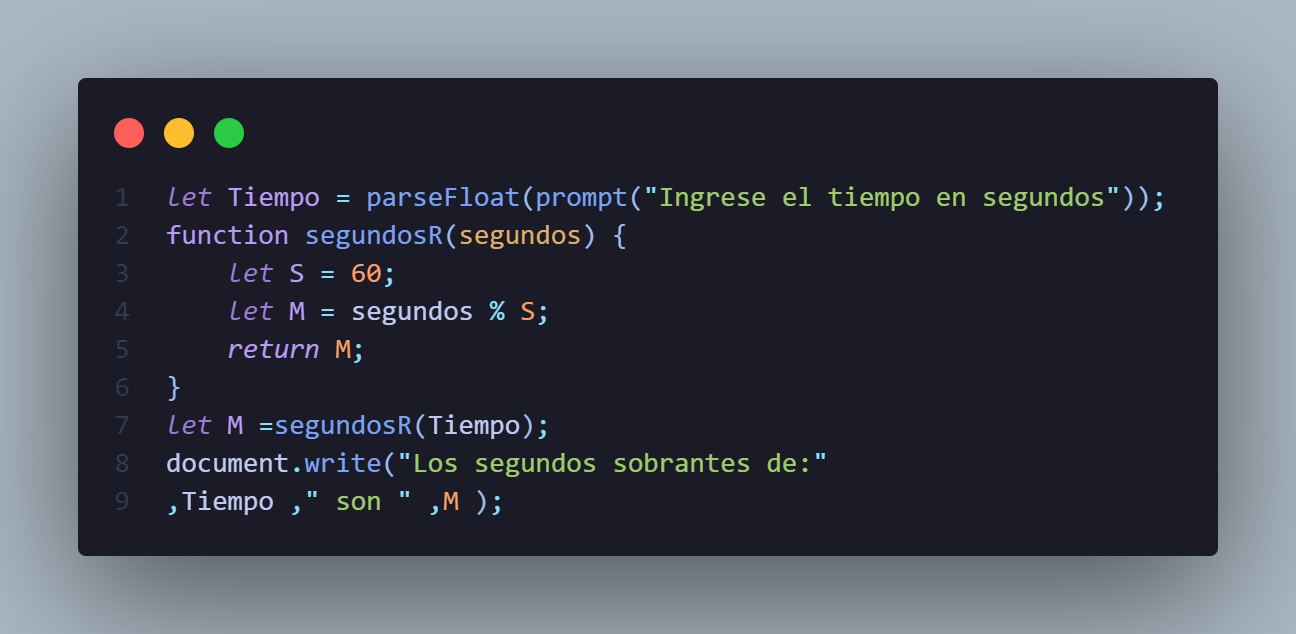 1 let Tiempo = parseFloat(prompt("Ingrese el tiempo en segundos"));
2 function segundosR(segundos) {
3     let S = 60;
4     let M = segundos % S;
5     return M;
6 }
7 let M =segundosR(Tiempo);
8 document.write("Los segundos sobrantes de:"
9 ,Tiempo ," son " ,M );